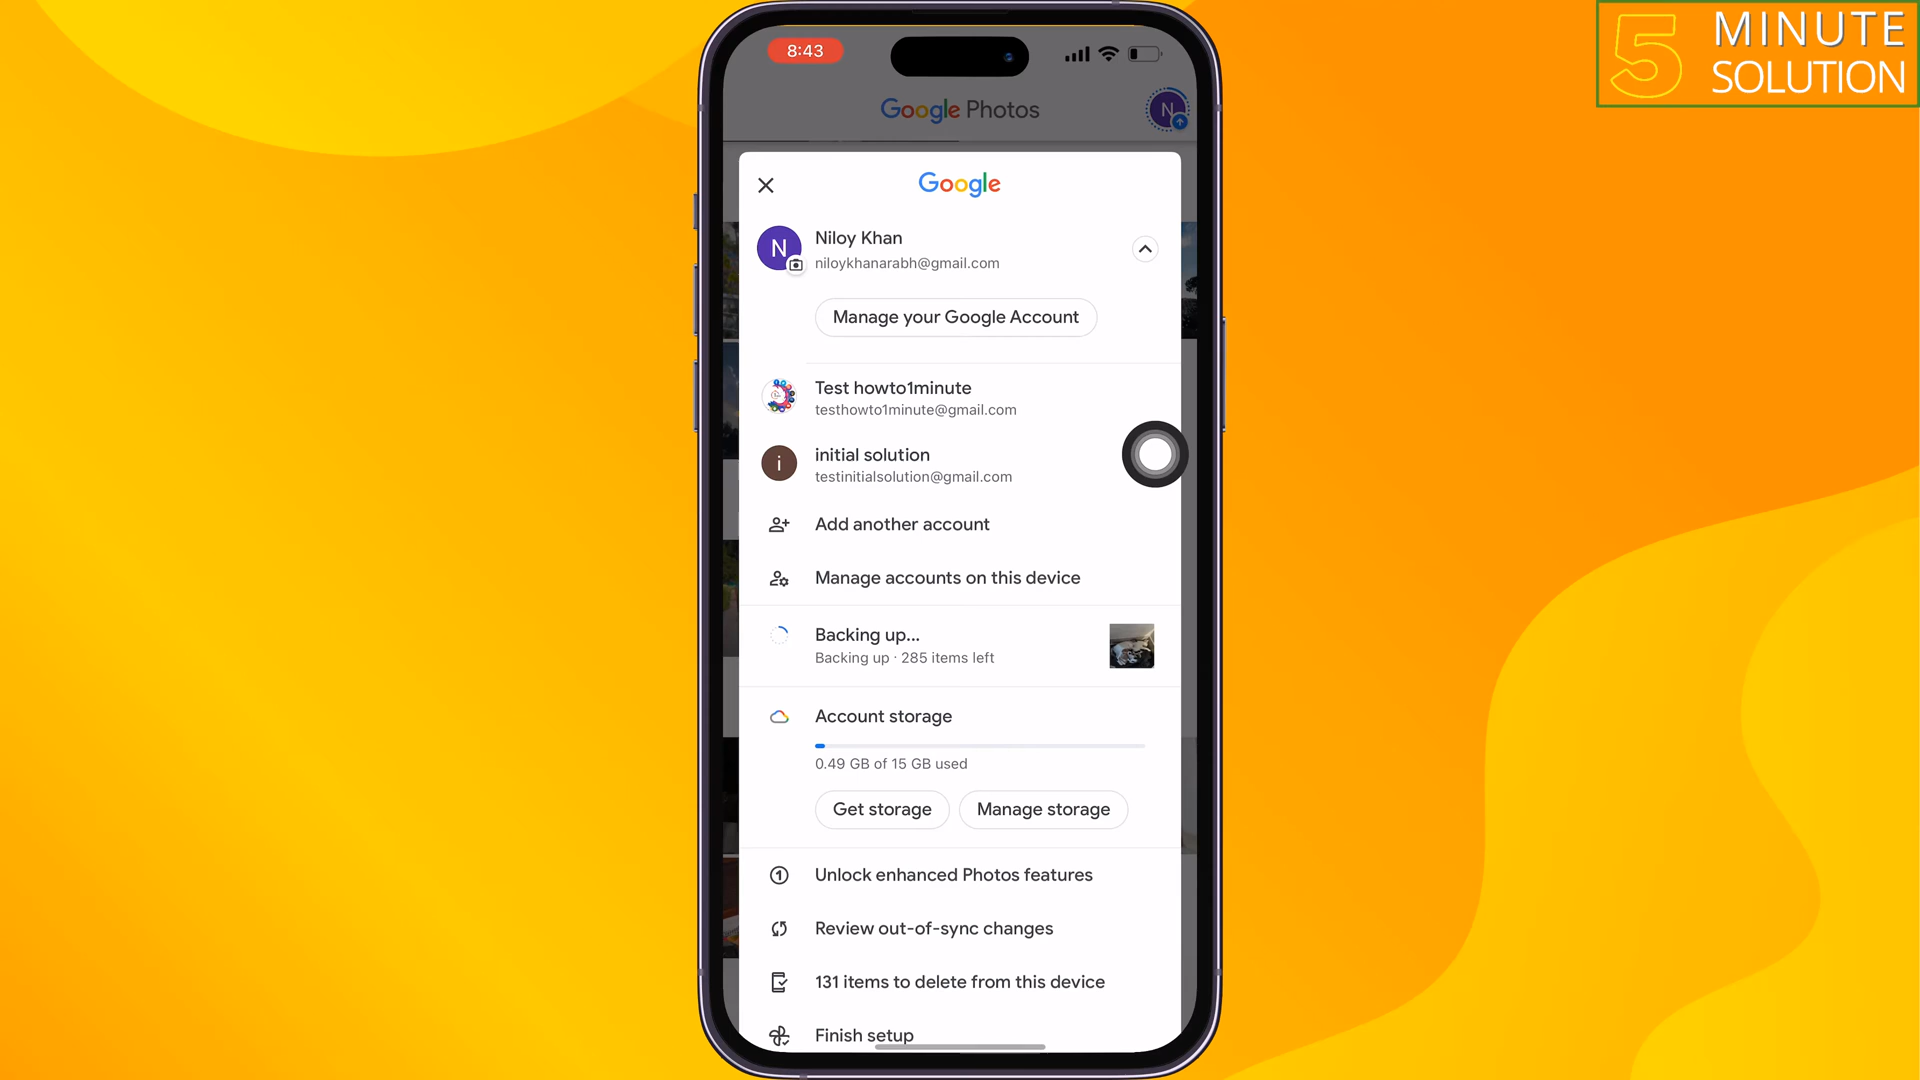 5 MINUTE
SOLUTION
8:43
Google Photos
N
Google
N
Niloy Khan
niloykhanarabh@gmail.com
Manage your Google Account
Test howto1minute
testhowto1minute@gmail.com
i
initial solution
testinitialsolution@gmail.com
Add another account
Manage accounts on this device
Backing up...
Backing up · 285 items left
Account storage
0.49 GB of 15 GB used
Get storage
Manage storage
1
Unlock enhanced Photos features
Review out-of-sync changes
131 items to delete from this device
Finish setup